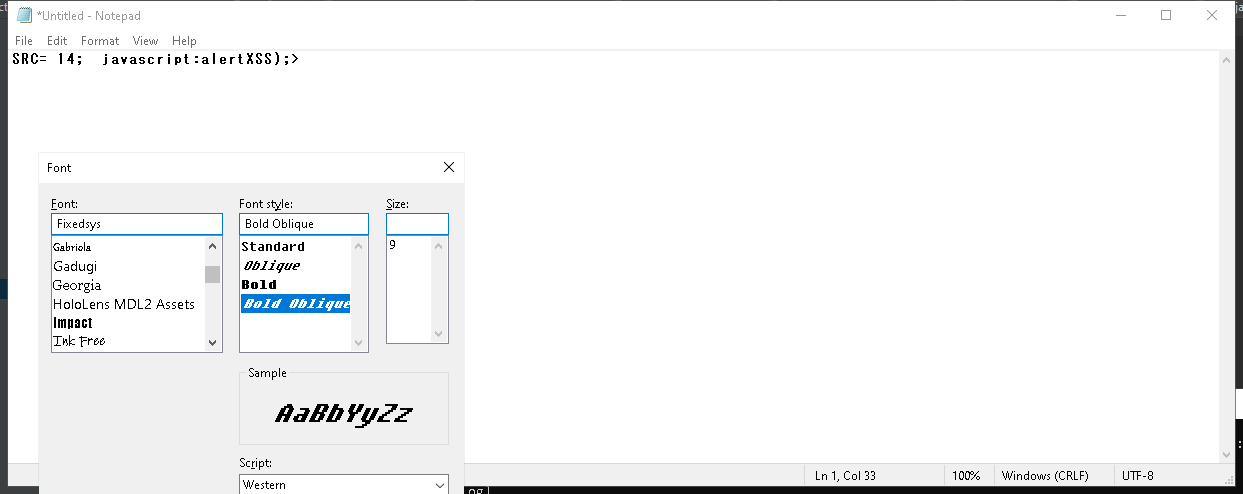 *Untitled - Notepad
File Edit Format View Help
SRC= 14;  javascript:alertXSS);>
Font
Font: Font style: Size:
Fixedsys Bold Oblique
Gabriola Standard 9
Gadugi Oblique
Georgia Bold
HoloLens MDL2 Assets Bold Oblique
Impact
Ink Free
Sample
AaBbYyZz
Script:
Western
Ln 1, Col 33 100% Windows (CRLF) UTF-8